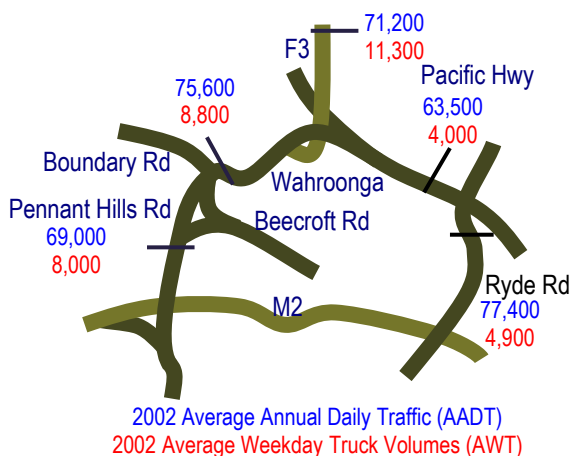 71,200
F3
11,300
Pacific Hwy
75,600
63,500
8,800
4,000
Boundary Rd
Wahroonga
Pennant Hills Rd
Beecroft Rd
69,000
8,000
Ryde Rd
M2
77,400
4,900
2002 Average Annual Daily Traffic (AADT)
2002 Average Weekday Truck Volumes (AWT)